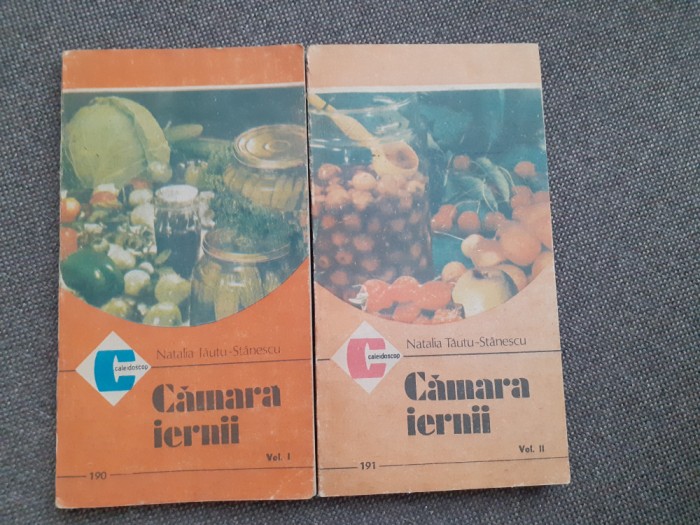 C
caleidoscop
Natalia Tăutu-Stănescu
Cămara
iernii
Vol. I
190
C
caleidoscop
Natalia Tăutu-Stănescu
Cămara
iernii
Vol. II
191